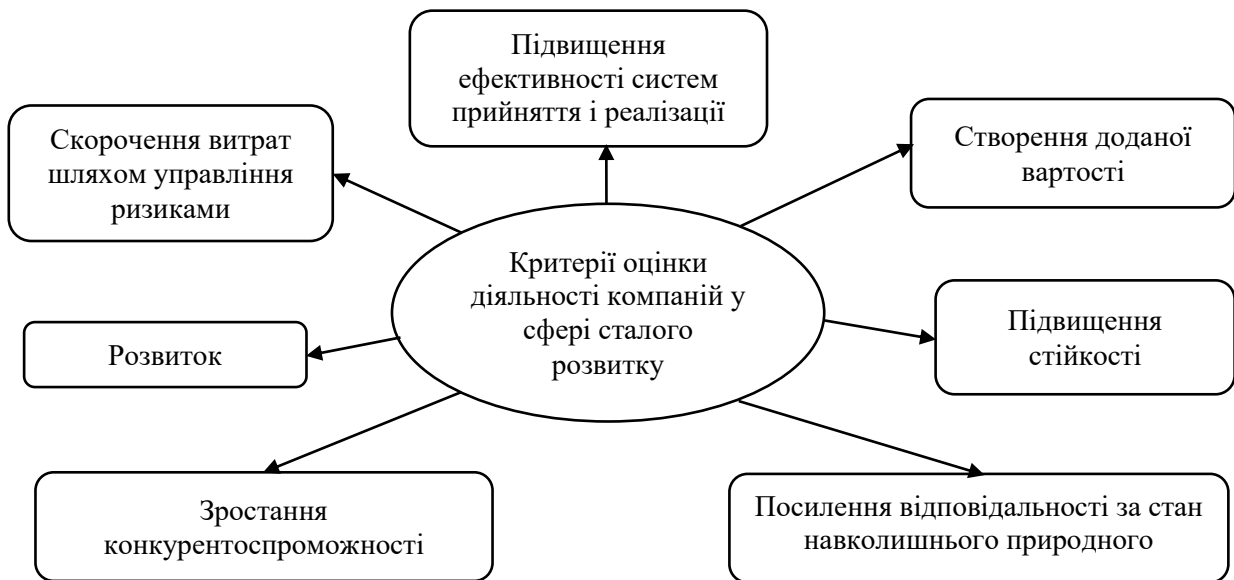 Підвищення
ефективності систем
прийняття і реалізації
Скорочення витрат
шляхом управління
ризиками
Створення доданої
вартості
Критерії оцінки
діяльності компаній у
сфері сталого
розвитку
Розвиток
Підвищення
стійкості
Зростання
конкурентоспроможності
Посилення відповідальності за стан
навколишнього природного